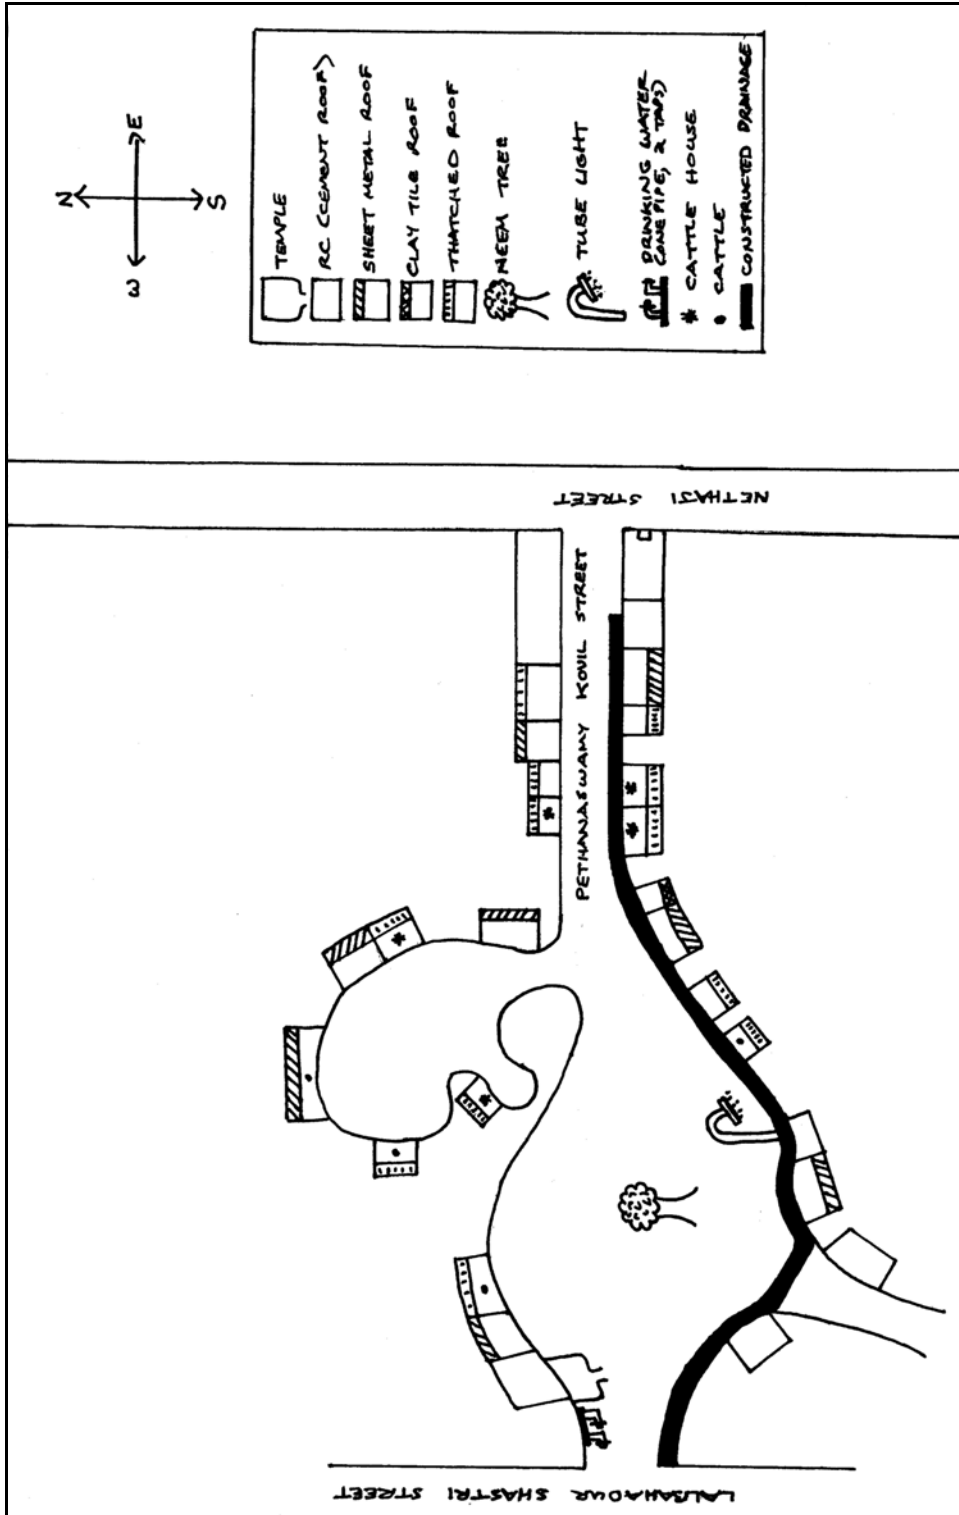 N
E
S
W
TEMPLE
RC (CEMENT ROOF)
SHEET METAL ROOF
CLAY TILE ROOF
THATCHED ROOF
NEEM TREE
TUBE LIGHT
DRINKING WATER
(ONE PIPE, 2 TAPS)
* CATTLE HOUSE
• CATTLE
CONSTRUCTED DRAINAGE
NETHAJI STREET
PETHANASWAMY KOVIL STREET
LALBAHADUR SHASTRI STREET